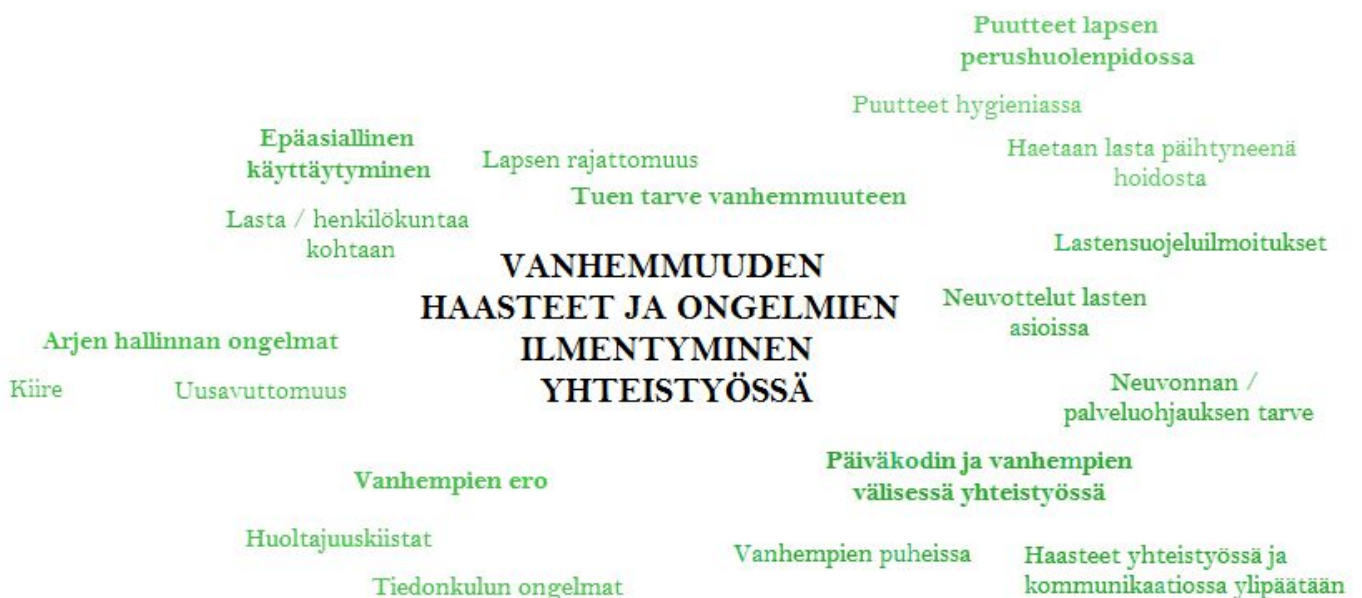 Puutteet lapsen
perushuolenpidossa
Puutteet hygieniassa
Epäasiallinen
käyttäytyminen
Lapsen rajattomuus
Haetaan lasta päihtyneenä
hoidosta
Tuen tarve vanhemmuuteen
Lasta / henkilökuntaa
kohtaan
Lastensuojeluilmoitukset
VANHEMMUUDEN
HAASTEET JA ONGELMIEN
ILMENTYMINEN
YHTEISTYÖSSÄ
Neuvottelut lasten
asioissa
Arjen hallinnan ongelmat
Kiire
Uusavuttomuus
Neuvonnan /
palveluohjauksen tarve
Päiväkodin ja vanhempien
välisessä yhteistyössä
Vanhempien ero
Huoltajuuskiistat
Vanhempien puheissa
Haasteet yhteistyössä ja
kommunikaatiossa ylipäätään
Tiedonkulun ongelmat